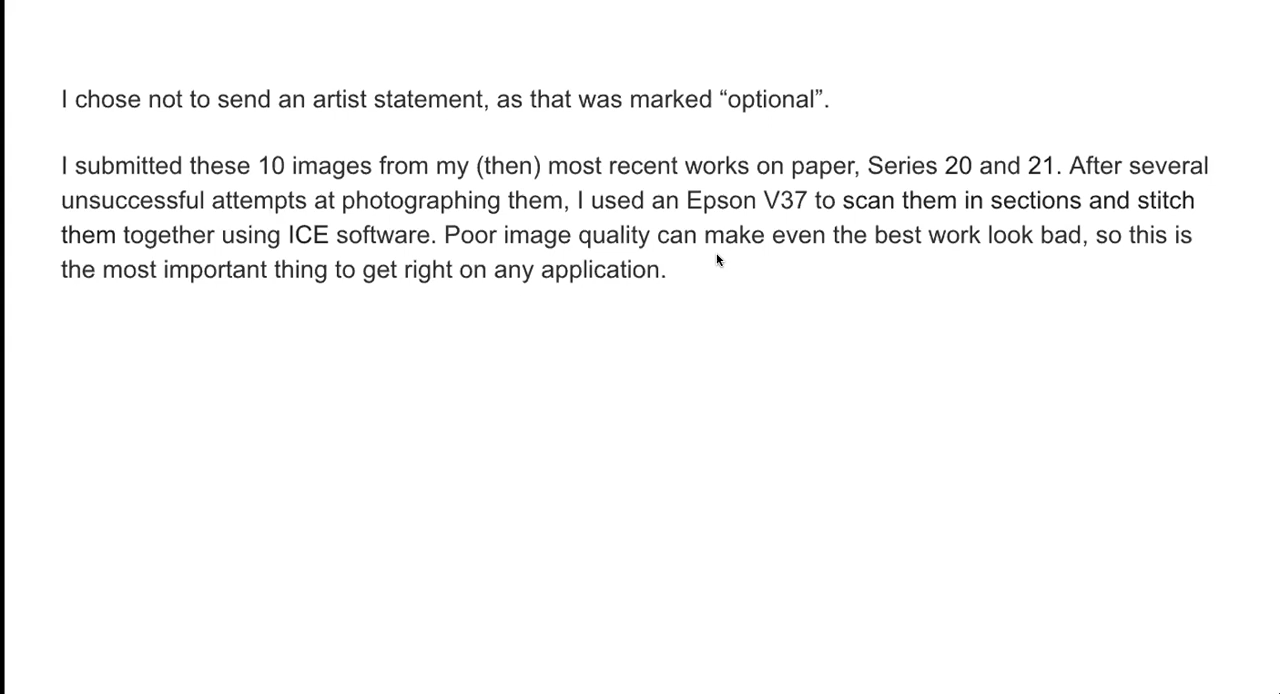 I chose not to send an artist statement, as that was marked “optional”.
I submitted these 10 images from my (then) most recent works on paper, Series 20 and 21. After several
unsuccessful attempts at photographing them, I used an Epson V37 to scan them in sections and stitch
them together using ICE software. Poor image quality can make even the best work look bad, so this is
the most important thing to get right on any application.